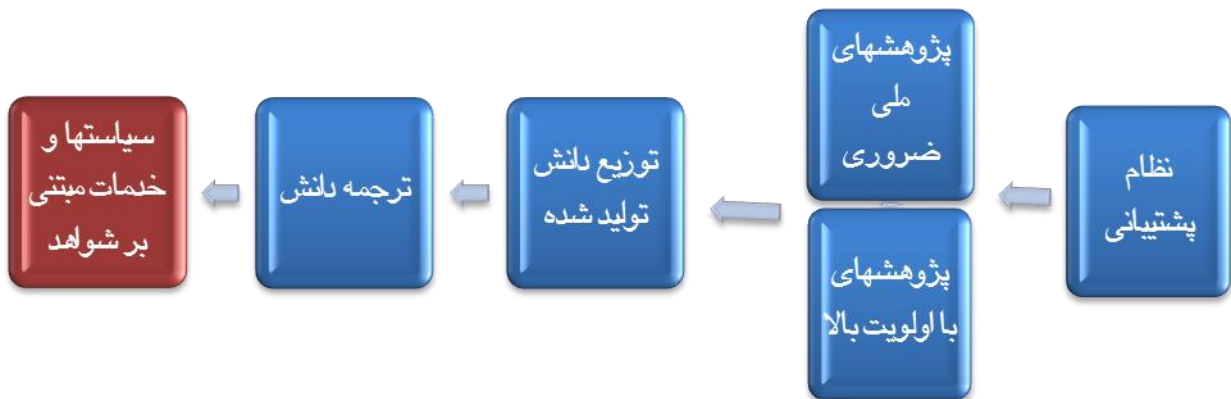 نظام
پشتیبانی
پژوهشهای
ملی
ضروری
پژوهشهای
با اولویت بالا
توزیع دانش
تولید شده
ترجمه دانش
سیاستها و
خدمات مبتنی
بر شواهد